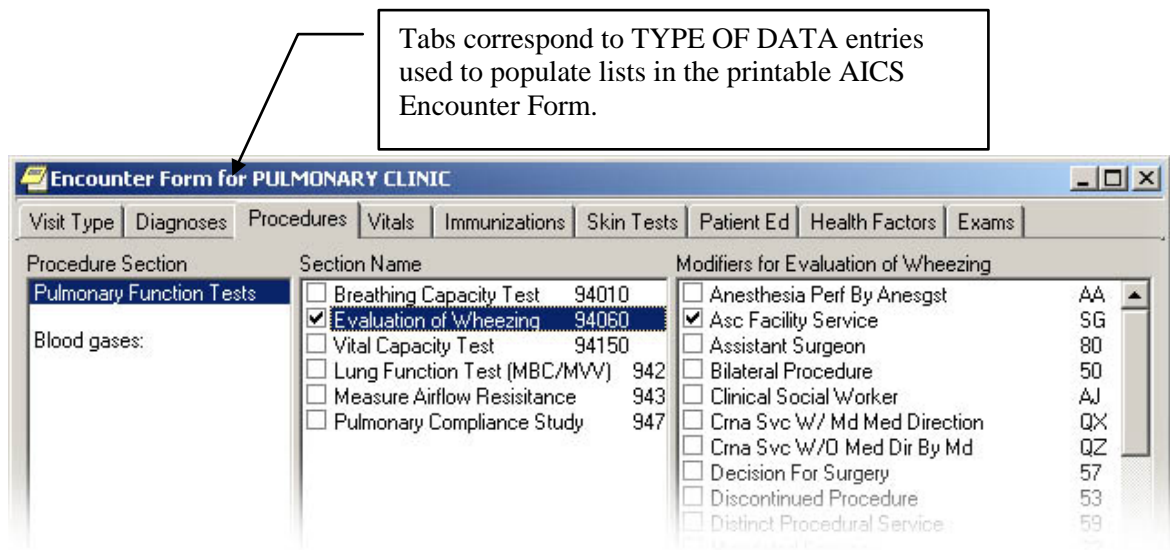 Tabs correspond to TYPE OF DATA entries
used to populate lists in the printable AICS
Encounter Form.
Encounter Form for PULMONARY CLINIC
Visit Type Diagnoses Procedures Vitals Immunizations Skin Tests Patient Ed Health Factors Exams
Procedure Section
Pulmonary Function Tests
Blood gases:
Section Name
Breathing Capacity Test 94010
Evaluation of Wheezing 94060
Vital Capacity Test 94150
Lung Function Test (MBC/MVV) 942
Measure Airflow Resisitance 943
Pulmonary Compliance Study 947
Modifiers for Evaluation of Wheezing
Anesthesia Perf By Anesgst AA
Asc Facility Service SG
Assistant Surgeon 80
Bilateral Procedure 50
Clinical Social Worker AJ
Crna Svc W/ Md Med Direction QX
Crna Svc W/O Med Dir By Md QZ
Decision For Surgery 57
Discontinued Procedure 53
Distinct Procedural Service 59